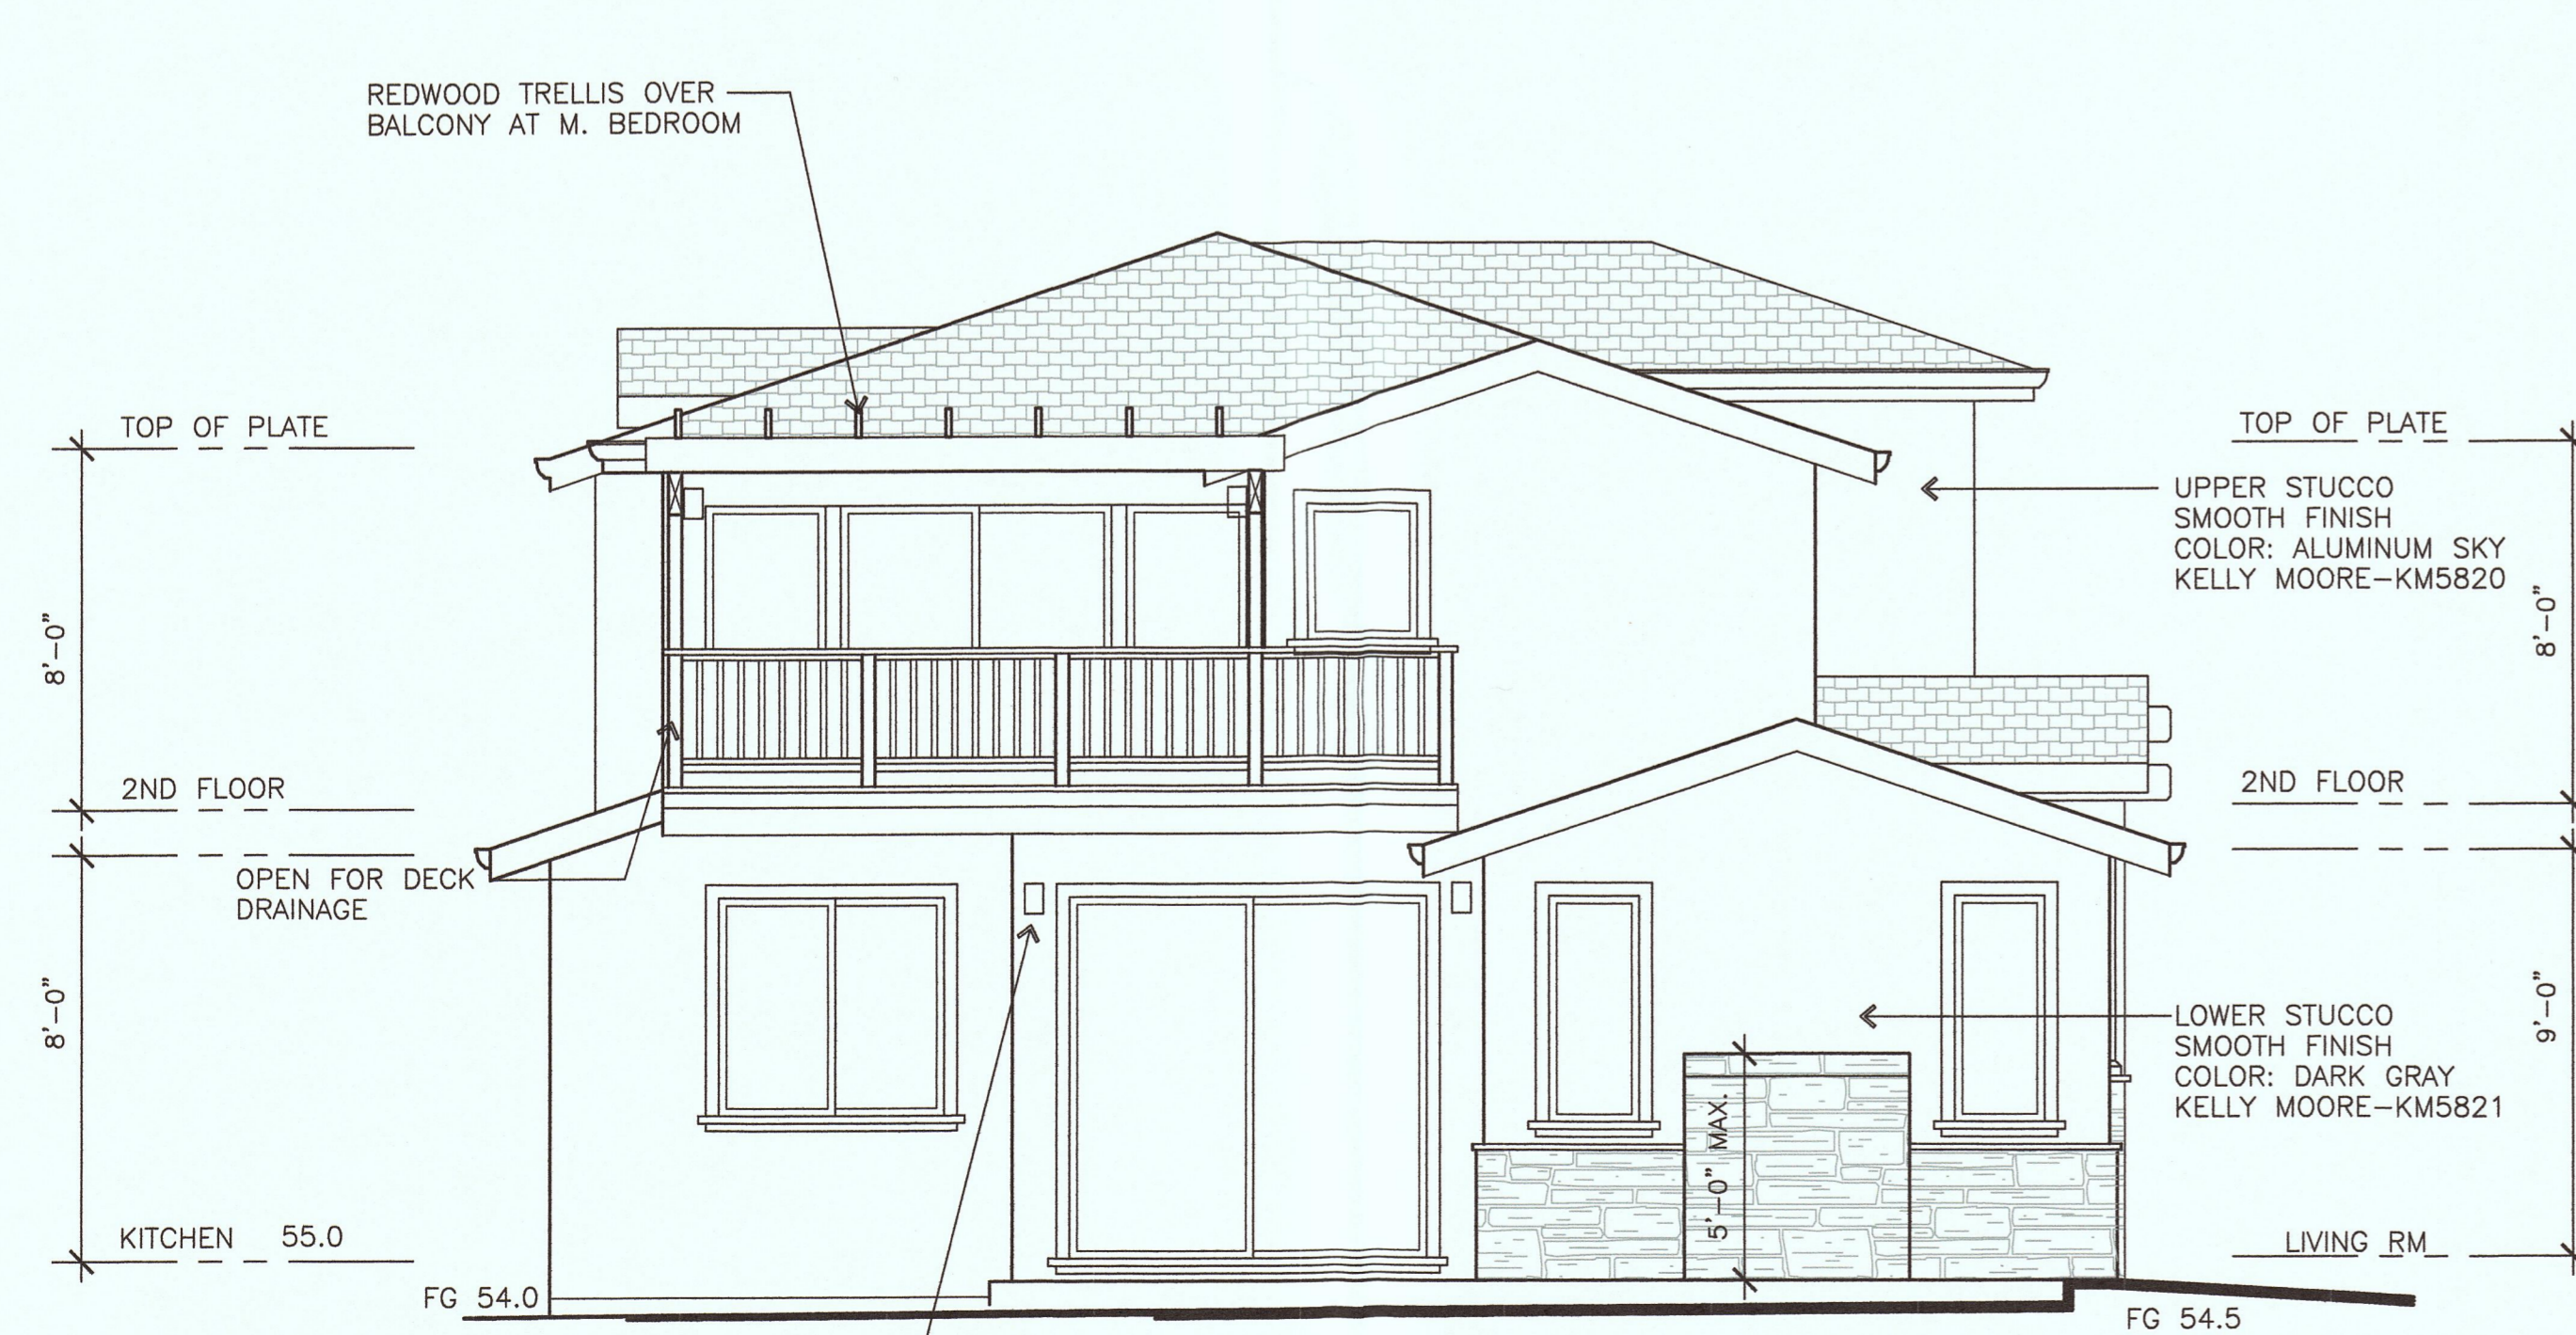 REDWOOD TRELLIS OVER
BALCONY AT M. BEDROOM
TOP OF PLATE
TOP OF PLATE
UPPER STUCCO
SMOOTH FINISH
COLOR: ALUMINUM SKY
KELLY MOORE-KM5820
8'-0"
8'-0"
2ND FLOOR
2ND FLOOR
OPEN FOR DECK
DRAINAGE
8'-0"
9'-0"
LOWER STUCCO
SMOOTH FINISH
COLOR: DARK GRAY
KELLY MOORE-KM5821
5'-0" MAX.
KITCHEN 55.0
LIVING RM
FG 54.0
FG 54.5